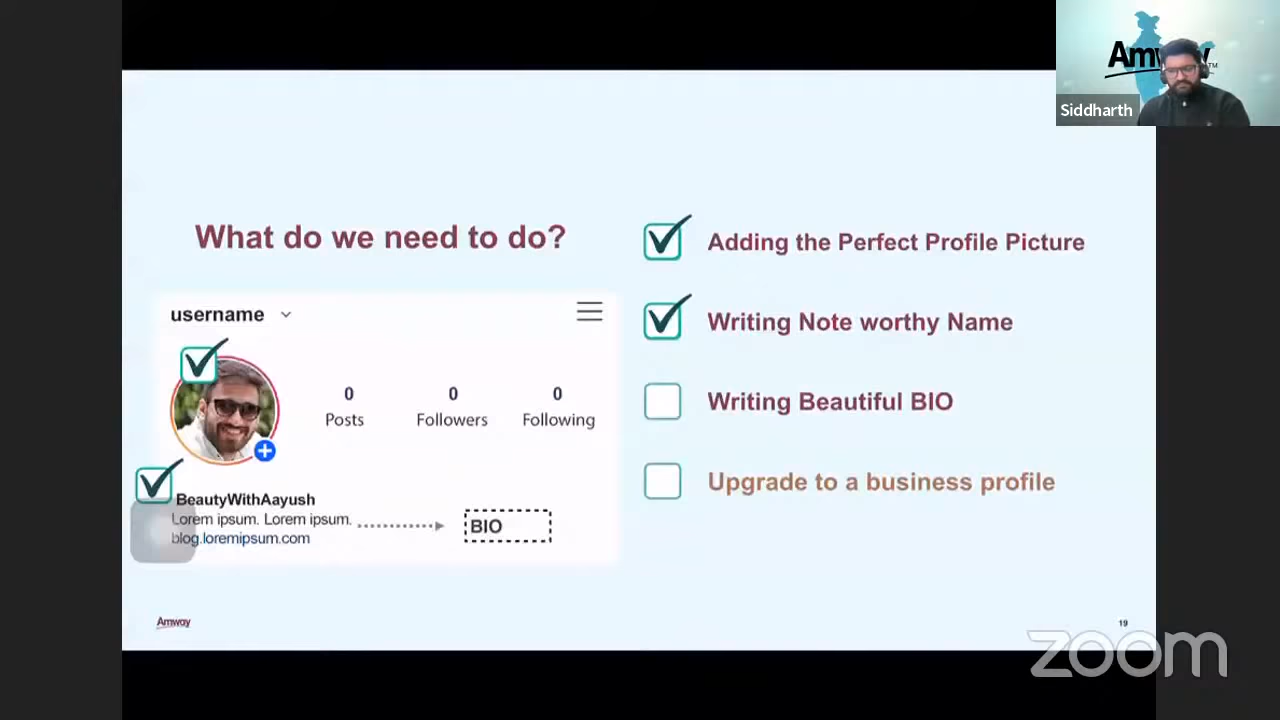 Amway
Siddharth
What do we need to do?
username
0
Posts
0
Followers
0
Following
BeautyWithAayush
Lorem ipsum. Lorem ipsum.
blog.loremipsum.com
BIO
Adding the Perfect Profile Picture
Writing Note worthy Name
Writing Beautiful BIO
Upgrade to a business profile
Amway
19
zoom